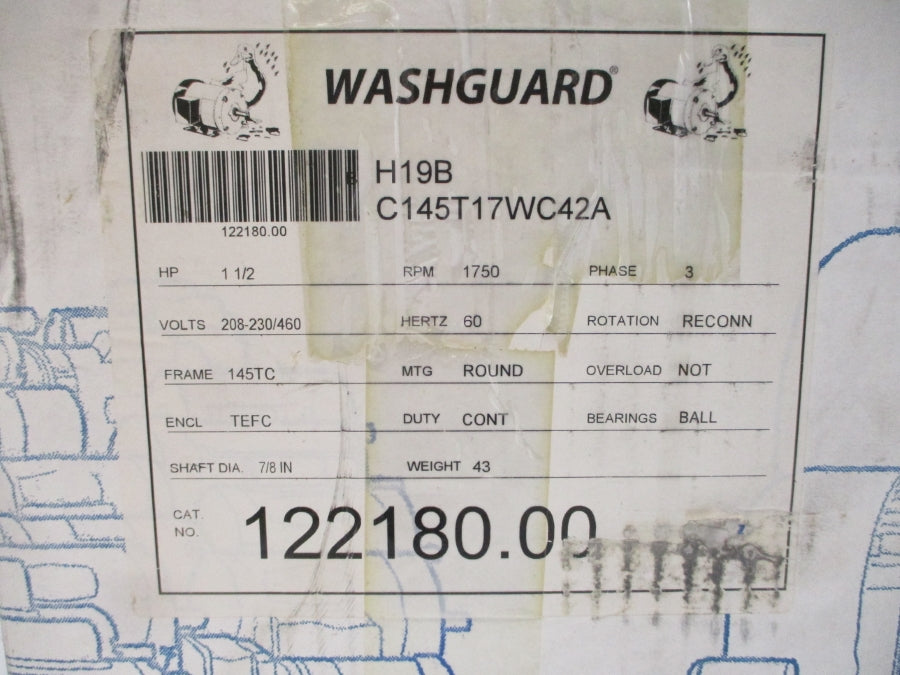 WASHGUARD®
H19B
C145T17WC42A
122180.00
HP 1 1/2 RPM 1750 PHASE 3
VOLTS 208-230/460 HERTZ 60 ROTATION RECONN
FRAME 145TC MTG ROUND OVERLOAD NOT
ENCL TEFC DUTY CONT BEARINGS BALL
SHAFT DIA. 7/8 IN WEIGHT 43
CAT.
NO. 122180.00